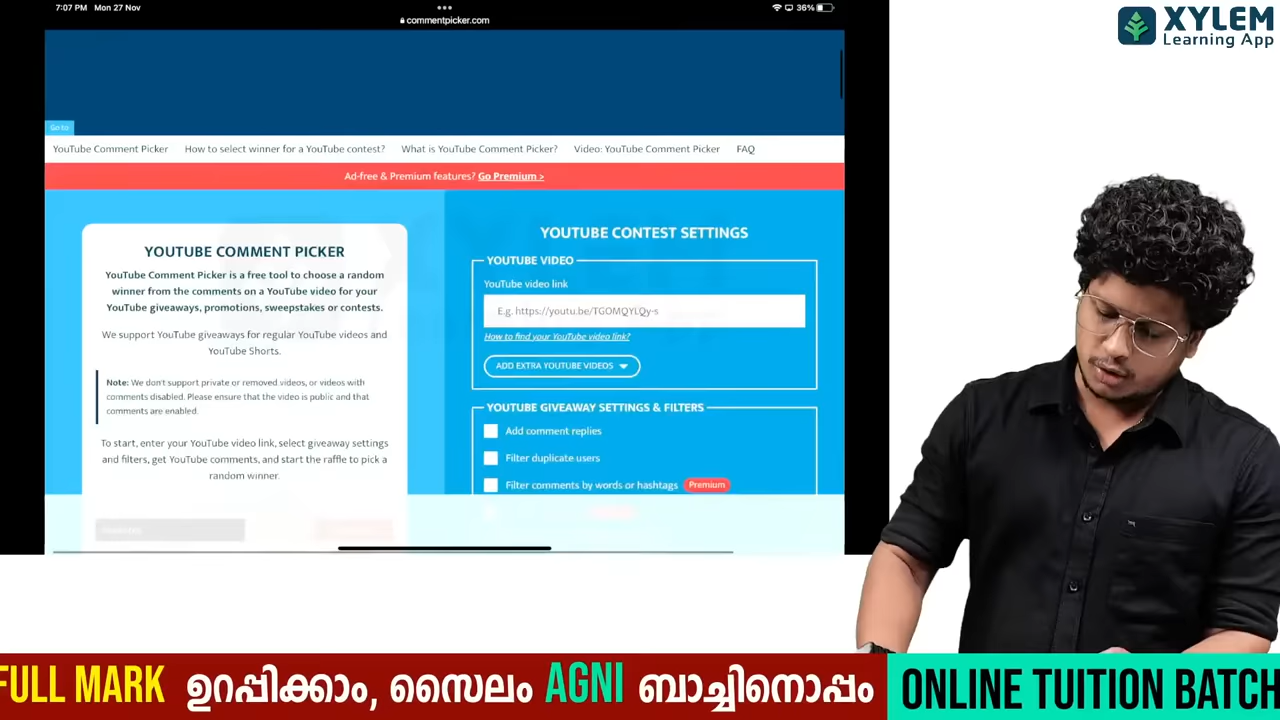 7:07 PM Mon 27 Nov
36%
commentpicker.com
XYLEM
Learning App
Go to
YouTube Comment Picker How to select winner for a YouTube contest? What is YouTube Comment Picker? Video: YouTube Comment Picker FAQ
Ad-free & Premium features? Go Premium >
YOUTUBE COMMENT PICKER
YouTube Comment Picker is a free tool to choose a random
winner from the comments on a YouTube video for your
YouTube giveaways, promotions, sweepstakes or contests.
We support YouTube giveaways for regular YouTube videos and
YouTube Shorts.
Note: We don't support private or removed videos, or videos with
comments disabled. Please ensure that the video is public and that
comments are enabled.
To start, enter your YouTube video link, select giveaway settings
and filters, get YouTube comments, and start the raffle to pick a
random winner.
YOUTUBE CONTEST SETTINGS
YOUTUBE VIDEO
YouTube video link
E.g. https://youtu.be/TGOMQYLQy-s
How to find your YouTube video link?
ADD EXTRA YOUTUBE VIDEOS
YOUTUBE GIVEAWAY SETTINGS & FILTERS
Add comment replies
Filter duplicate users
Filter comments by words or hashtags Premium
FULL MARK ഉറപ്പിക്കാം, സൈലം AGNI ബാച്ചിനൊപ്പം
ONLINE TUITION BATCH